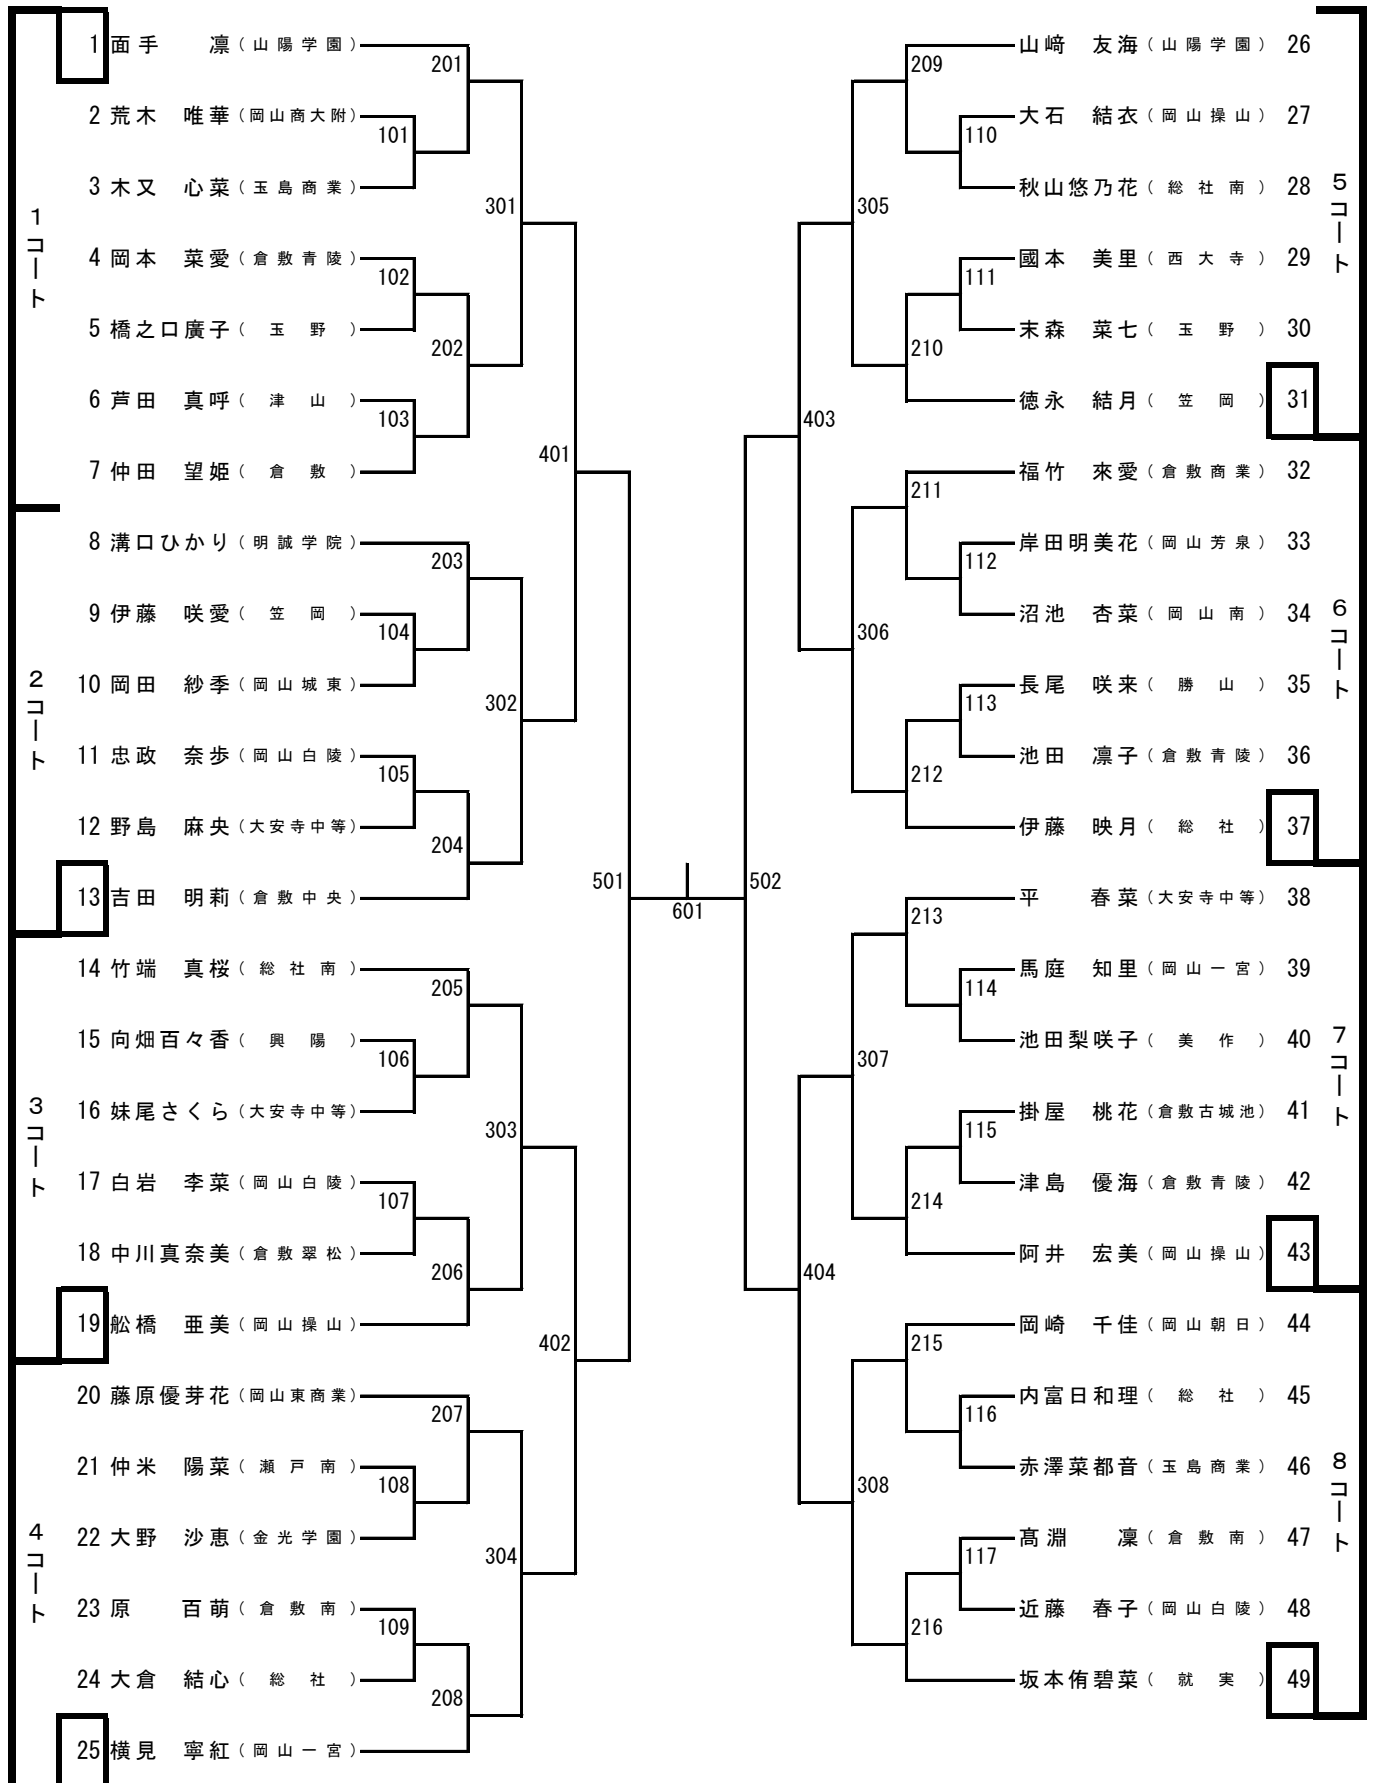 1 面手 凛(山陽学園)
2 荒木 唯華(岡山商大附)
3 木又 心菜(玉島商業)
4 岡本 菜愛(倉敷青陵)
5 橋之口廣子(玉野)
6 芦田 真呼(津山)
7 仲田 望姫(倉敷)
8 溝口ひかり(明誠学院)
9 伊藤 咲愛(笠岡)
10 岡田 紗季(岡山城東)
11 忠政 奈歩(岡山白陵)
12 野島 麻央(大安寺中等)
13 吉田 明莉(倉敷中央)
14 竹端 真桜(総社南)
15 向畑百々香(興陽)
16 妹尾さくら(大安寺中等)
17 白岩 李菜(岡山白陵)
18 中川真奈美(倉敷翠松)
19 舩橋 亜美(岡山操山)
20 藤原優芽花(岡山東商業)
21 仲米 陽菜(瀬戸南)
22 大野 沙恵(金光学園)
23 原 百萌(倉敷南)
24 大倉 結心(総社)
25 横見 寧紅(岡山一宮)
1コート
2コート
3コート
4コート
101
102
103
104
105
106
107
108
109
201
202
203
204
205
206
207
208
301
302
303
304
401
402
501
601
502
403
404
305
306
307
308
209
210
211
212
213
214
215
216
110
111
112
113
114
115
116
117
山﨑 友海(山陽学園) 26
大石 結衣(岡山操山) 27
秋山悠乃花(総社南) 28
國本 美里(西大寺) 29
末森 菜七(玉野) 30
徳永 結月(笠岡) 31
福竹 來愛(倉敷商業) 32
岸田明美花(岡山芳泉) 33
沼池 杏菜(岡山南) 34
長尾 咲来(勝山) 35
池田 凛子(倉敷青陵) 36
伊藤 映月(総社) 37
平 春菜(大安寺中等) 38
馬庭 知里(岡山一宮) 39
池田梨咲子(美作) 40
掛屋 桃花(倉敷古城池) 41
津島 優海(倉敷青陵) 42
阿井 宏美(岡山操山) 43
岡崎 千佳(岡山朝日) 44
内富日和理(総社) 45
赤澤菜都音(玉島商業) 46
髙淵 凜(倉敷南) 47
近藤 春子(岡山白陵) 48
坂本侑碧菜(就実) 49
5コート
6コート
7コート
8コート